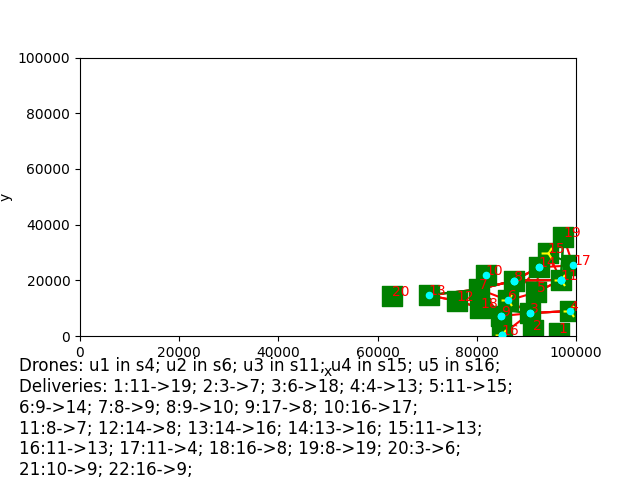 100000
80000
60000
40000
20000
0
y
0 20000 40000 60000 80000 100000
x
19
17
10
20
Drones: u1 in s4; u2 in s6; u3 in s11; u4 in s15; u5 in s16;
Deliveries: 1:11->19; 2:3->7; 3:6->18; 4:4->13; 5:11->15;
6:9->14; 7:8->9; 8:9->10; 9:17->8; 10:16->17;
11:8->7; 12:14->8; 13:14->16; 14:13->16; 15:11->13;
16:11->13; 17:11->4; 18:16->8; 19:8->19; 20:3->6;
21:10->9; 22:16->9;